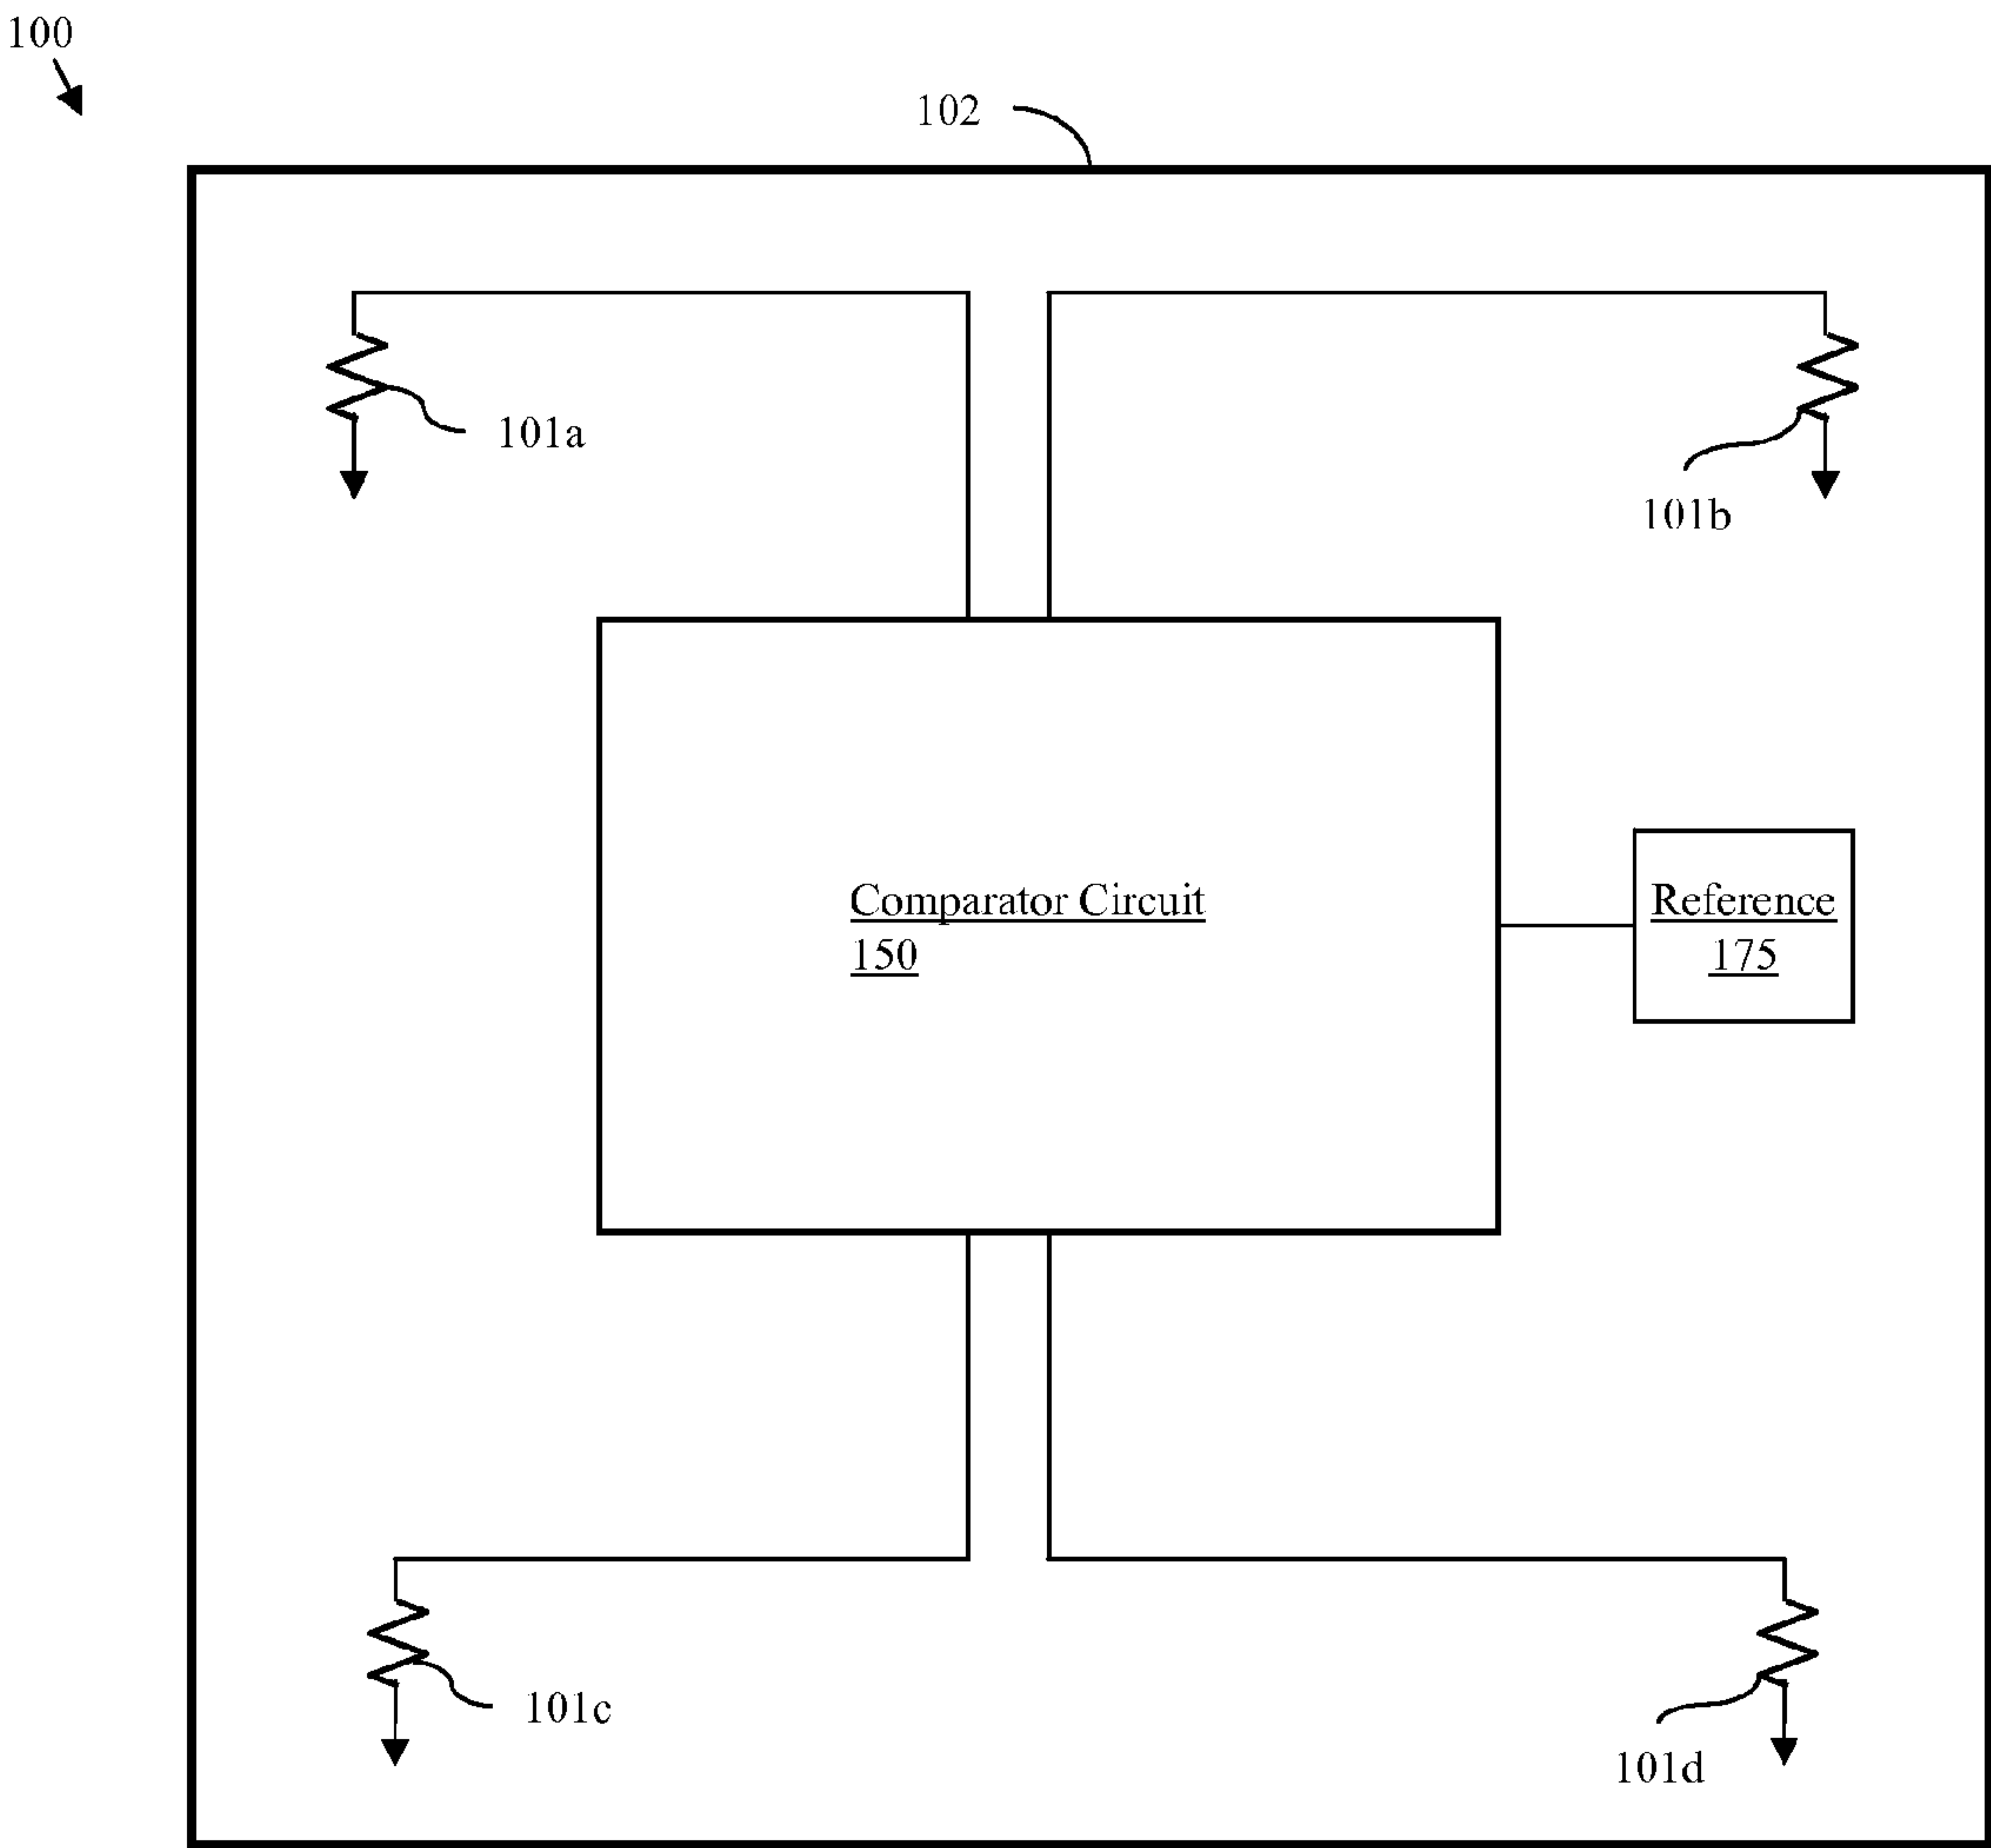 100
102
101a
101b
Comparator Circuit
150
Reference
175
101c
101d